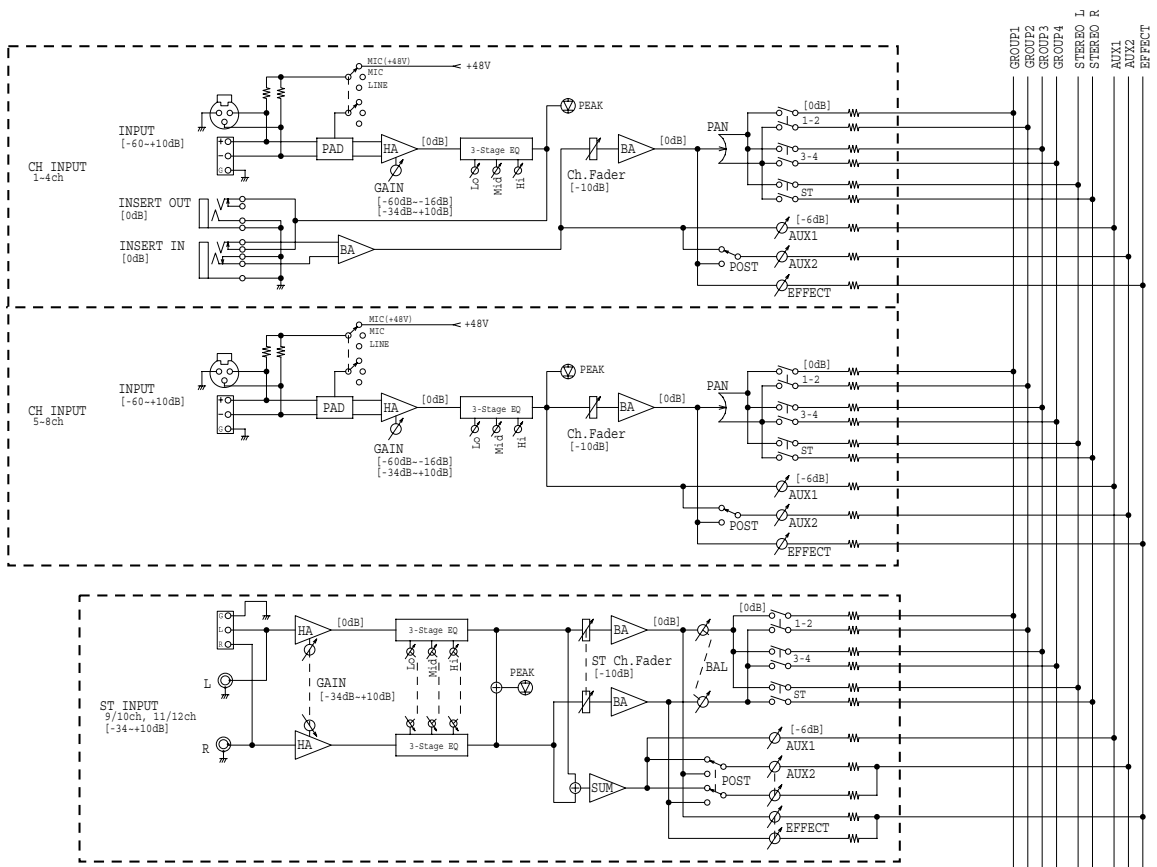 GROUP1
GROUP2
GROUP3
GROUP4
STEREO L
STEREO R
AUX1
AUX2
EFFECT
CH INPUT
1-4ch
INPUT
[-60~+10dB]
+
-
G
MIC(+48V)
MIC
LINE
+48V
PAD
HA
[0dB]
GAIN
[-60dB~-16dB]
[-34dB~+10dB]
3-Stage EQ
Lo
Mid
Hi
PEAK
INSERT OUT
[0dB]
INSERT IN
[0dB]
BA
Ch.Fader
[-10dB]
BA
[0dB]
PAN
[0dB]
1-2
3-4
ST
[-6dB]
AUX1
POST
AUX2
EFFECT
CH INPUT
5-8ch
INPUT
[-60~+10dB]
+
-
G
MIC(+48V)
MIC
LINE
+48V
PAD
HA
[0dB]
GAIN
[-60dB~-16dB]
[-34dB~+10dB]
3-Stage EQ
Lo
Mid
Hi
PEAK
Ch.Fader
[-10dB]
BA
[0dB]
PAN
[0dB]
1-2
3-4
ST
[-6dB]
AUX1
POST
AUX2
EFFECT
ST INPUT
9/10ch, 11/12ch
[-34~+10dB]
G
L
R
L
R
HA
[0dB]
GAIN
[-34dB~+10dB]
HA
3-Stage EQ
Lo
Mid
Hi
3-Stage EQ
PEAK
BA
[0dB]
ST Ch.Fader
[-10dB]
BA
SUM
BAL
[0dB]
1-2
3-4
ST
[-6dB]
AUX1
POST
AUX2
EFFECT